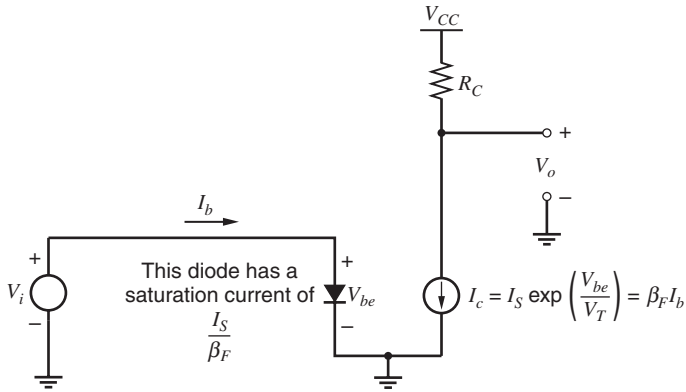 V_CC
R_C
+
V_o
−
I_b
+
V_i
−
This diode has a
saturation current of
I_S
β_F
+
V_be
−
I_c = I_S exp (V_be / V_T) = β_F I_b